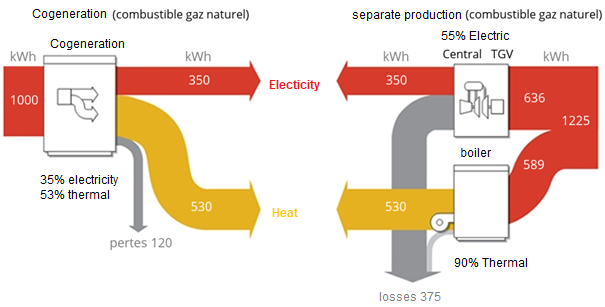 Cogeneration (combustible gaz naturel)
separate production (combustible gaz naturel)
kWh
Cogeneration
kWh
1000
350
Electicity
35% electricity
53% thermal
530
Heat
pertes 120
55% Electric
kWh
Central TGV
kWh
350
636
1225
boiler
589
530
90% Thermal
losses 375